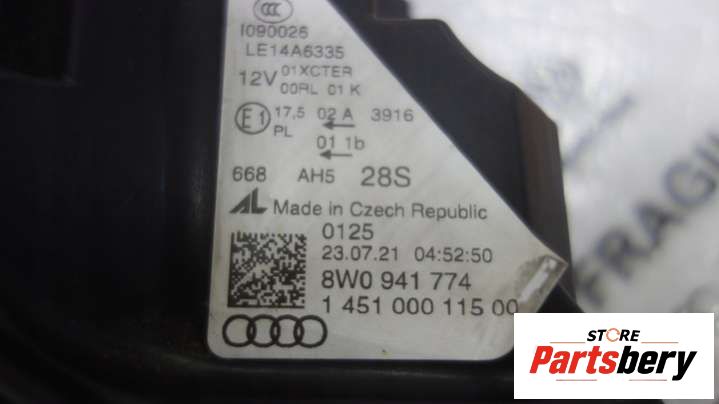 CCC
I090026
LE14A6335
12V 01XCTER
00RL 01 K
E1 17,5 02 A 3916
PL 01 1b
668 AH5 28S
AL Made in Czech Republic
0125
23.07.21 04:52:50
8W0 941 774
1 451 000 115 00
FRAGI
STORE
Partsbery